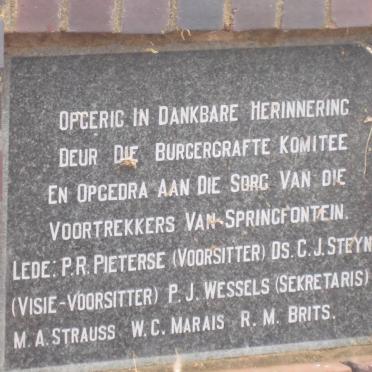 OPGERIG IN DANKBARE HERINNERING
DEUR DIE BURGERGRAFTE KOMITEE
EN OPGEDRA AAN DIE SORG VAN DIE
VOORTREKKERS VAN SPRINGFONTEIN.
LEDE: P.R. PIETERSE (VOORSITTER) DS. C.J. STEYN
(VISIE-VOORSITTER) P.J. WESSELS (SEKRETARIS)
M.A. STRAUSS W.C. MARAIS R.M. BRITS.